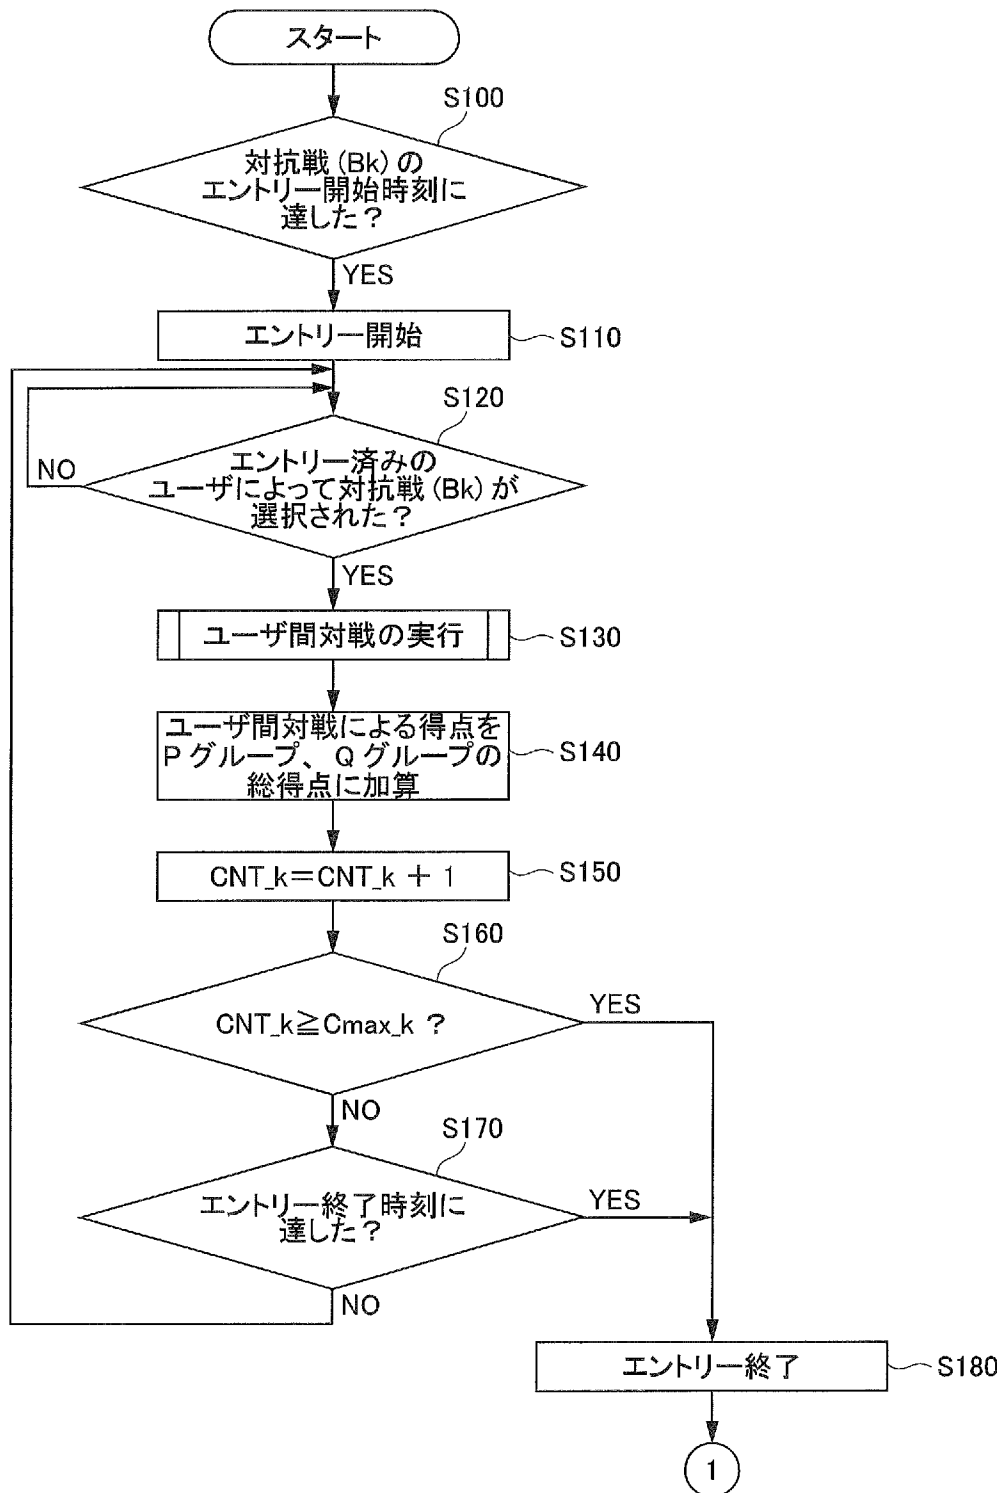 スタート
S100
対抗戦(Bk)の
エントリー開始時刻に
達した?
YES
エントリー開始
S110
S120
エントリー済みの
ユーザによって対抗戦(Bk)が
選択された?
NO
YES
ユーザ間対戦の実行
S130
ユーザ間対戦による得点を
Pグループ、Qグループの
総得点に加算
S140
CNT_k=CNT_k + 1
S150
S160
CNT_k≧Cmax_k ?
YES
NO
S170
エントリー終了時刻に
達した?
YES
NO
エントリー終了
S180
1